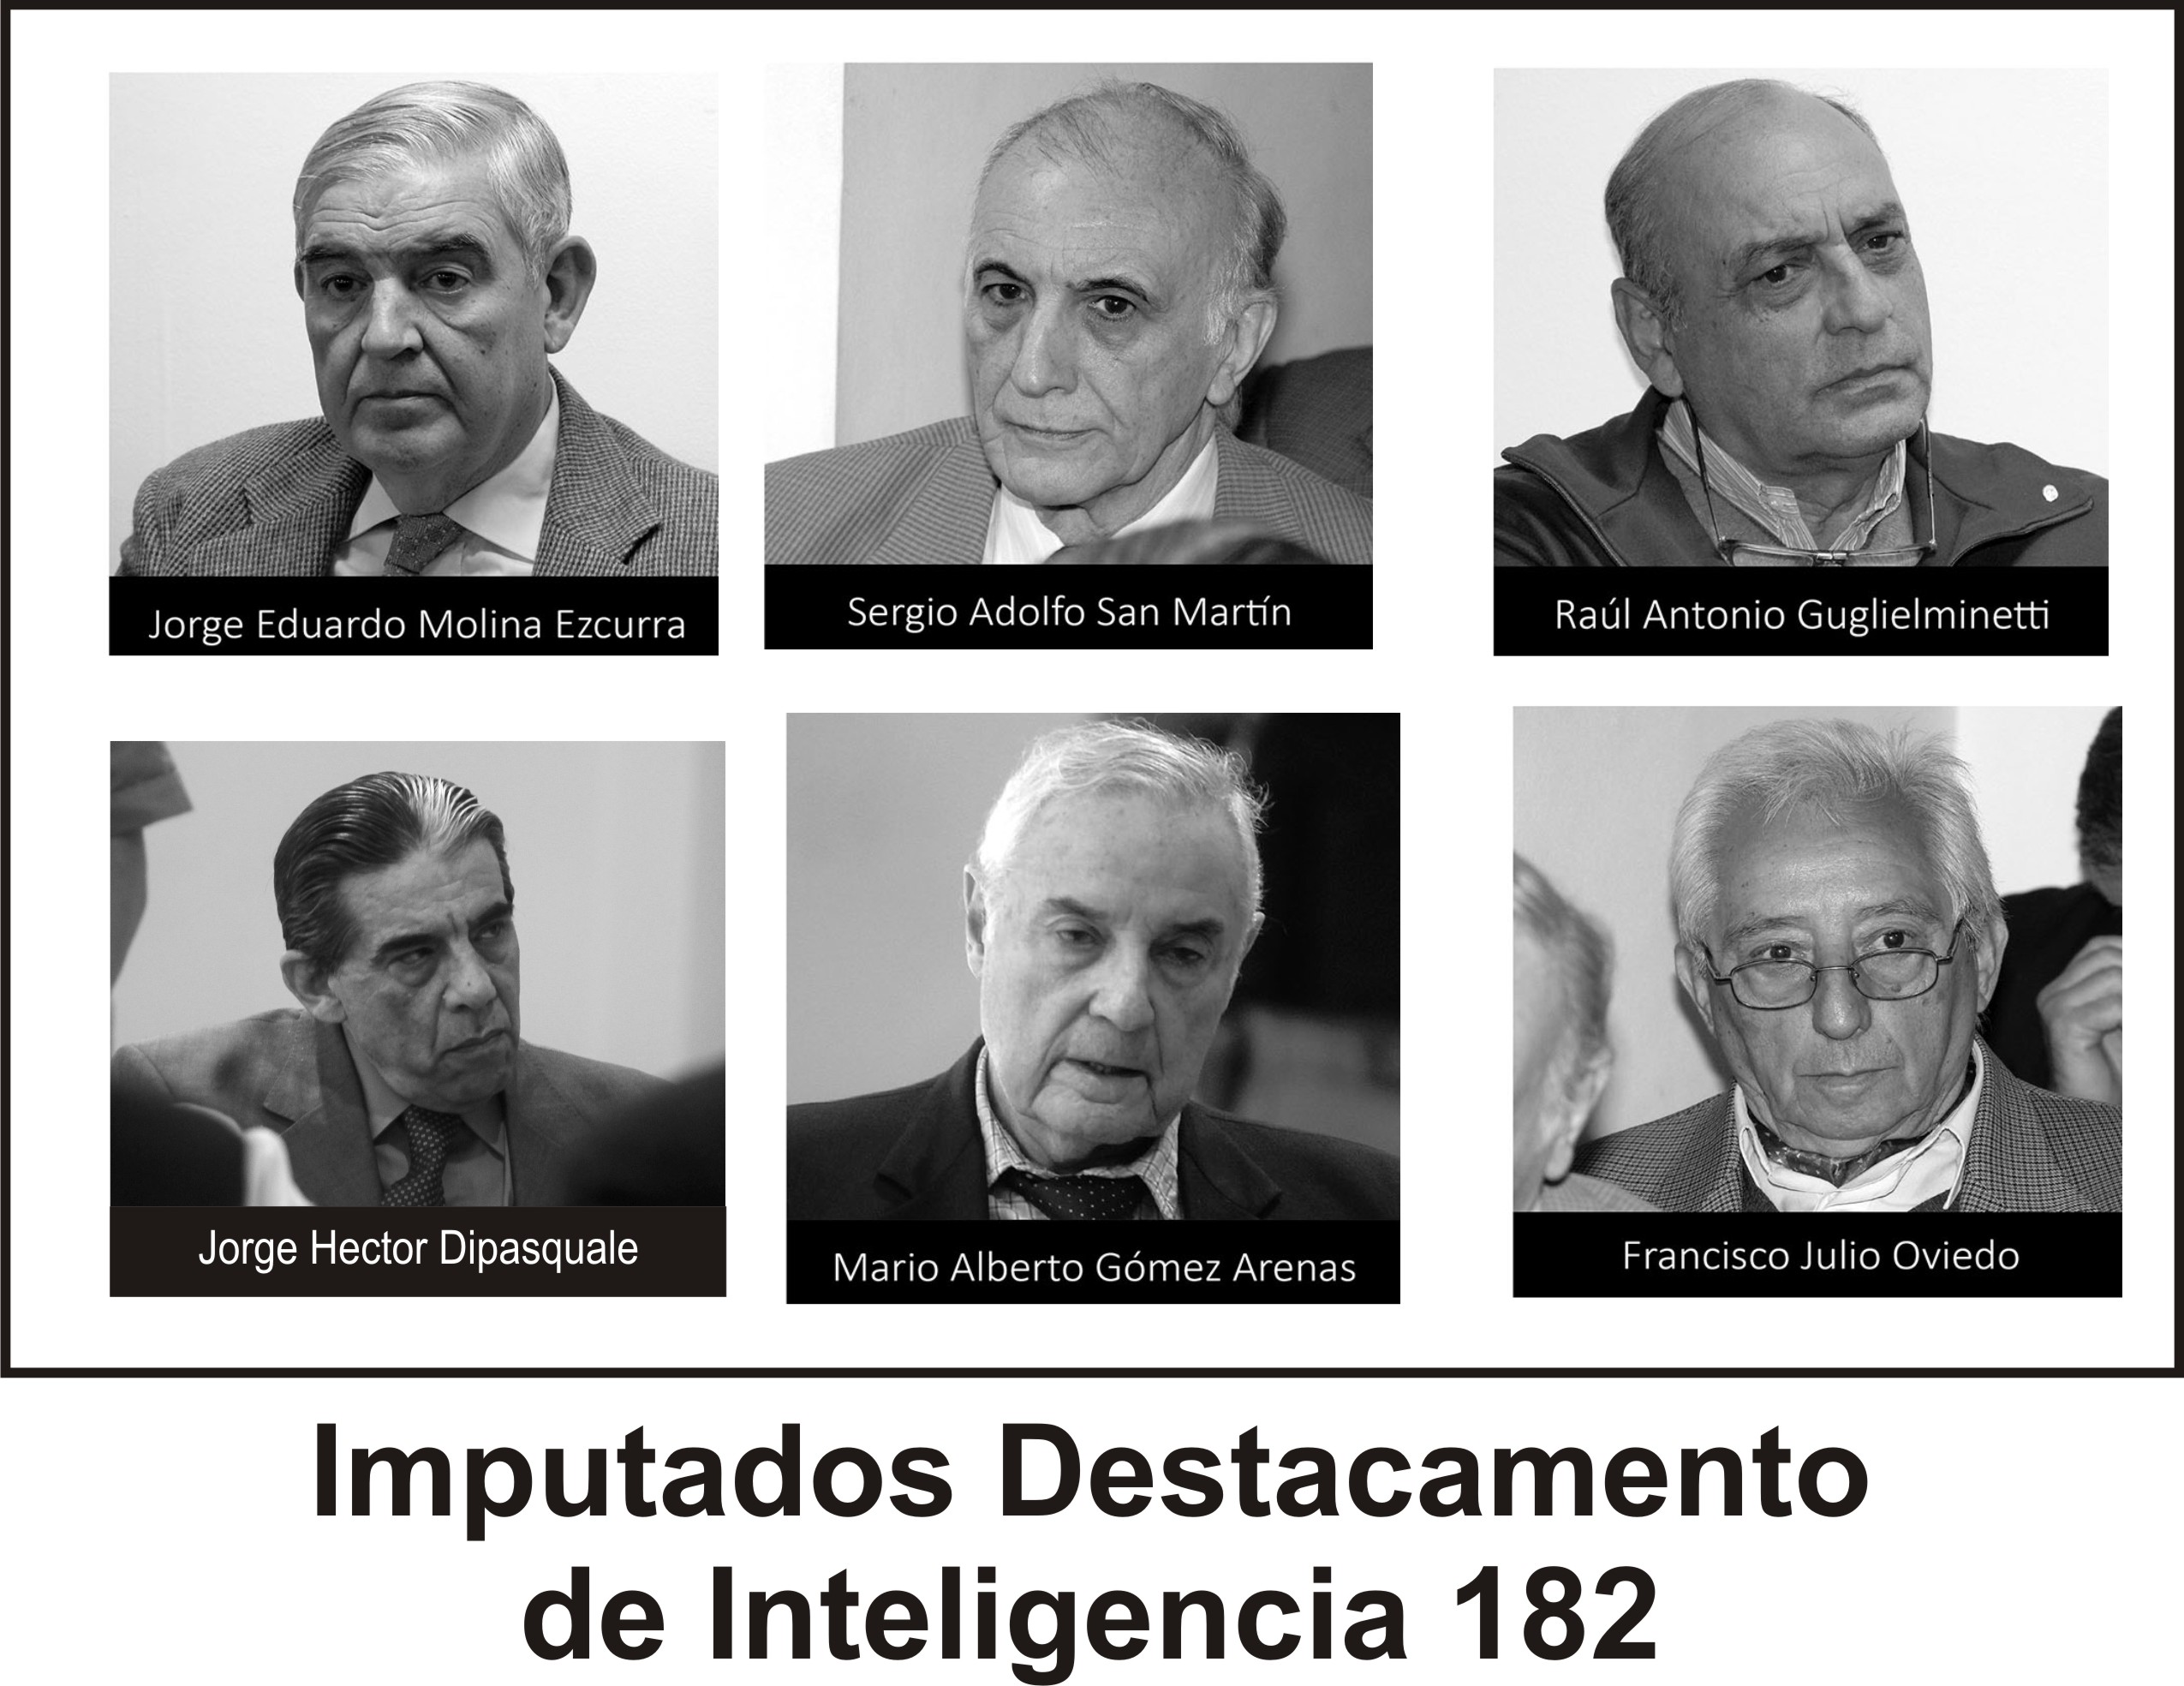 Jorge Eduardo Molina Ezcurra
Sergio Adolfo San Martín
Raúl Antonio Guglielminetti
Jorge Hector Dipasquale
Mario Alberto Gómez Arenas
Francisco Julio Oviedo
Imputados Destacamento
de Inteligencia 182